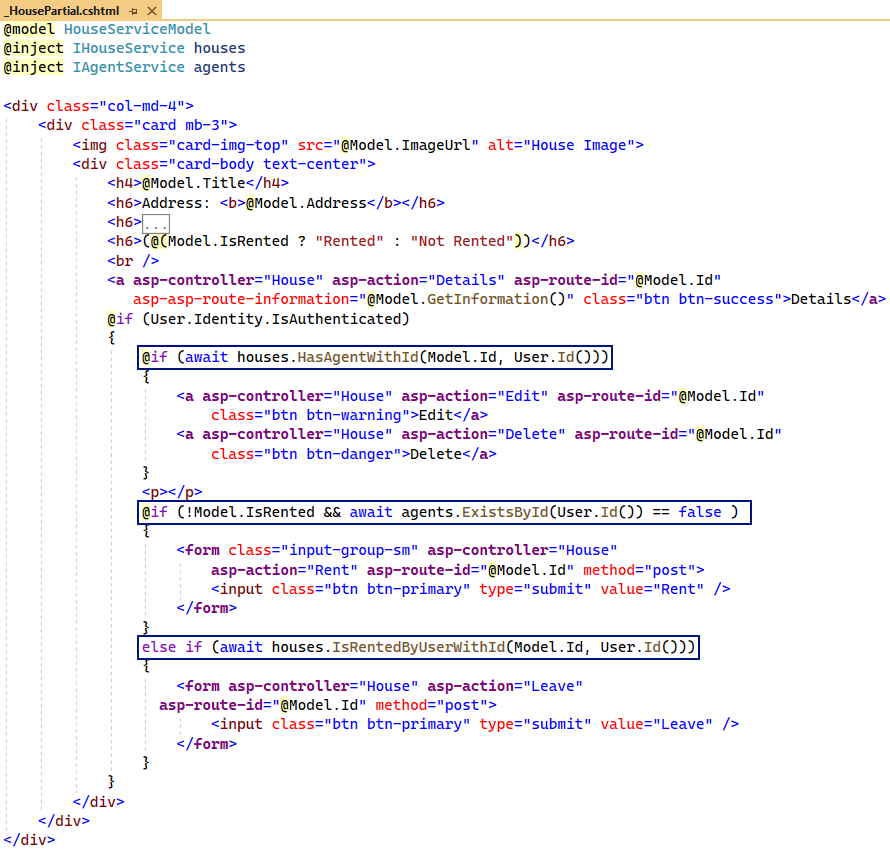 _HousePartial.cshtml
@model HouseServiceModel
@inject IHouseService houses
@inject IAgentService agents
<div class="col-md-4">
<div class="card mb-3">
<img class="card-img-top" src="@Model.ImageUrl" alt="House Image">
<div class="card-body text-center">
<h4>@Model.Title</h4>
<h6>Address: <b>@Model.Address</b></h6>
<h6>...
<h6>(@(Model.IsRented ? "Rented" : "Not Rented"))</h6>
<br />
<a asp-controller="House" asp-action="Details" asp-route-id="@Model.Id"
asp-asp-route-information="@Model.GetInformation()" class="btn btn-success">Details</a>
@if (User.Identity.IsAuthenticated)
{
@if (await houses.HasAgentWithId(Model.Id, User.Id()))
{
<a asp-controller="House" asp-action="Edit" asp-route-id="@Model.Id"
class="btn btn-warning">Edit</a>
<a asp-controller="House" asp-action="Delete" asp-route-id="@Model.Id"
class="btn btn-danger">Delete</a>
}
<p></p>
@if (!Model.IsRented && await agents.ExistsById(User.Id()) == false )
{
<form class="input-group-sm" asp-controller="House"
asp-action="Rent" asp-route-id="@Model.Id" method="post">
<input class="btn btn-primary" type="submit" value="Rent" />
</form>
}
else if (await houses.IsRentedByUserWithId(Model.Id, User.Id()))
{
<form asp-controller="House" asp-action="Leave"
asp-route-id="@Model.Id" method="post">
<input class="btn btn-primary" type="submit" value="Leave" />
</form>
}
}
</div>
</div>
</div>